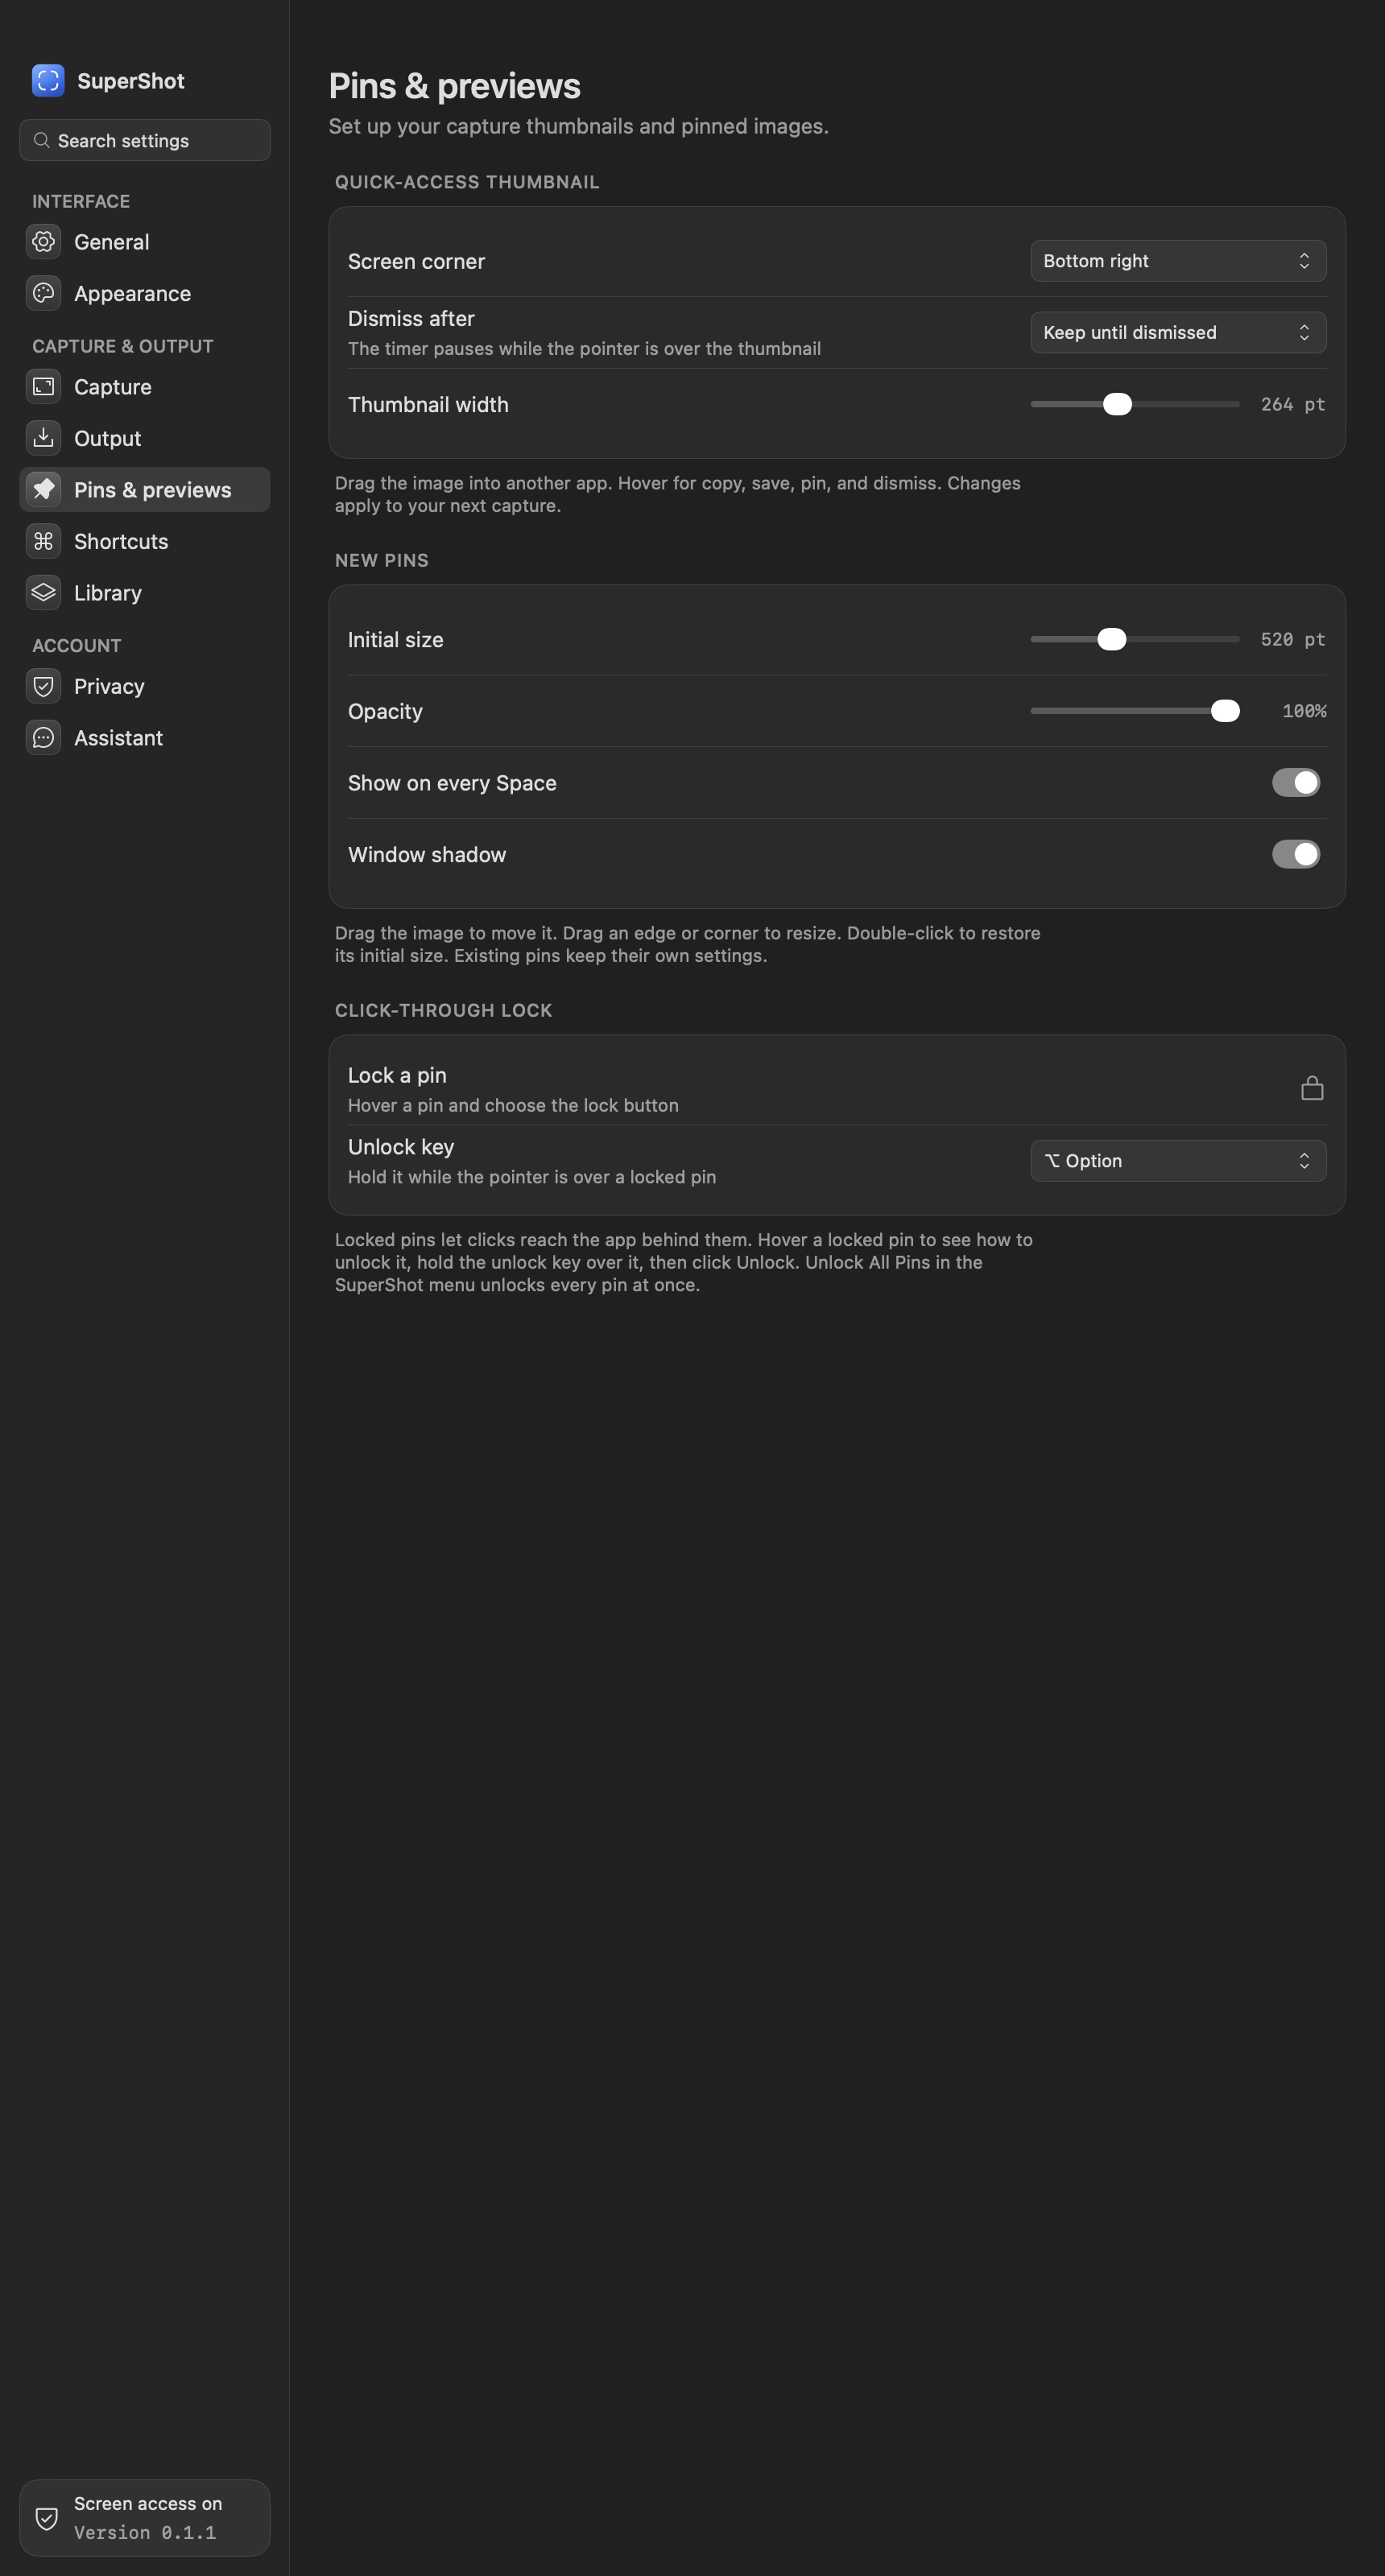 SuperShot
Search settings
INTERFACE
General
Appearance
CAPTURE & OUTPUT
Capture
Output
Pins & previews
Shortcuts
Library
ACCOUNT
Privacy
Assistant
Screen access on
Version 0.1.1
Pins & previews
Set up your capture thumbnails and pinned images.
QUICK-ACCESS THUMBNAIL
Screen corner
Bottom right
Dismiss after
The timer pauses while the pointer is over the thumbnail
Keep until dismissed
Thumbnail width
264 pt
Drag the image into another app. Hover for copy, save, pin, and dismiss. Changes
apply to your next capture.
NEW PINS
Initial size
520 pt
Opacity
100%
Show on every Space
Window shadow
Drag the image to move it. Drag an edge or corner to resize. Double-click to restore
its initial size. Existing pins keep their own settings.
CLICK-THROUGH LOCK
Lock a pin
Hover a pin and choose the lock button
Unlock key
Hold it while the pointer is over a locked pin
⌥ Option
Locked pins let clicks reach the app behind them. Hover a locked pin to see how to
unlock it, hold the unlock key over it, then click Unlock. Unlock All Pins in the
SuperShot menu unlocks every pin at once.